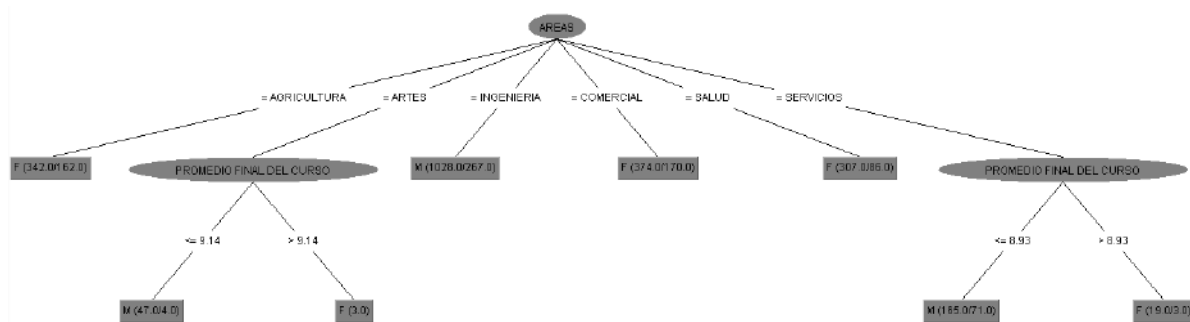 AREAS
= AGRICULTURA = ARTES = INGENIERIA = COMERCIAL = SALUD = SERVICIOS
F (342.0/162.0) PROMEDIO FINAL DEL CURSO M (1028.0/267.0) F (374.0/170.0) F (307.0/86.0) PROMEDIO FINAL DEL CURSO
<= 9.14 > 9.14 <= 8.93 > 8.93
M (47.0/4.0) F (3.0) M (165.0/71.0) F (19.0/3.0)